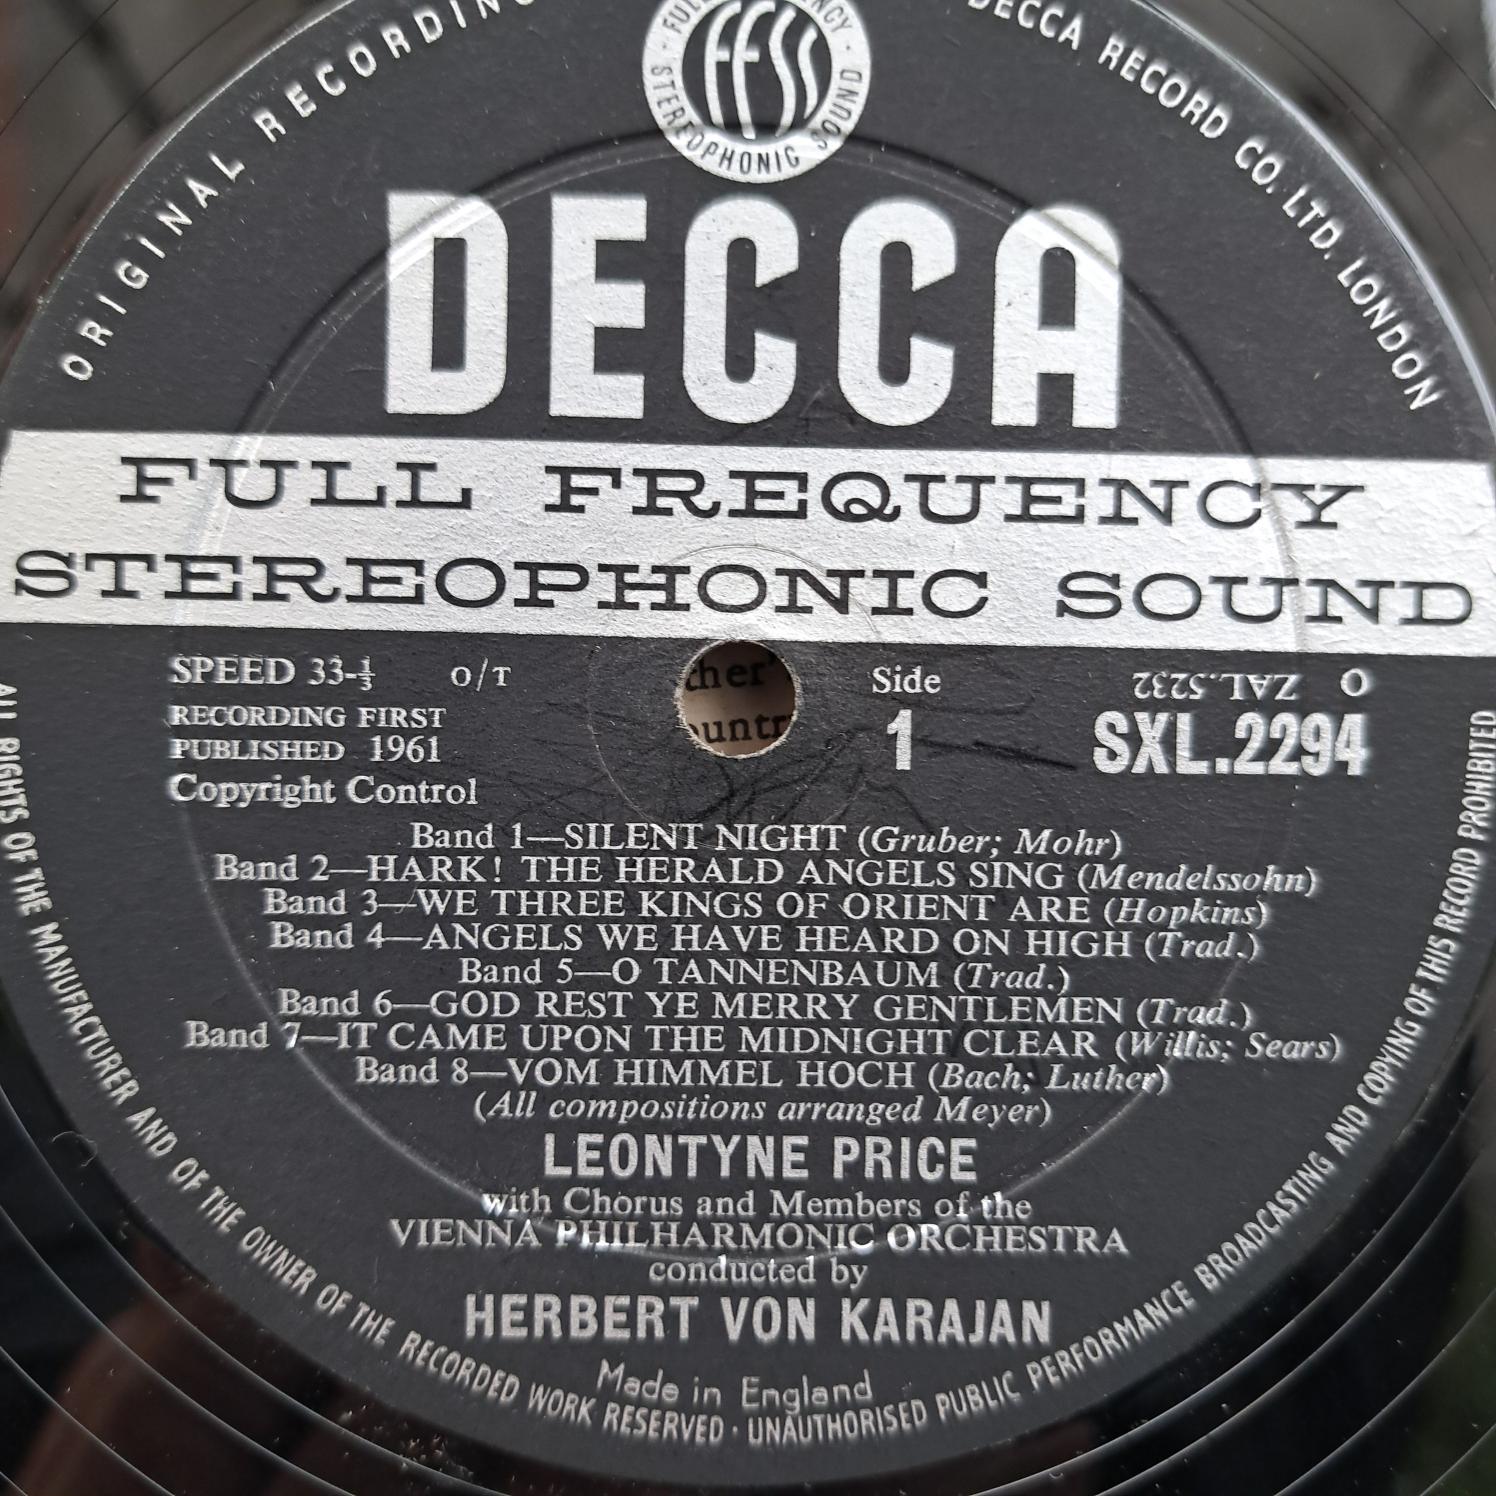 ORIGINAL RECORDING
DECCA RECORD CO. LTD. LONDON
FULL FREQUENCY · STEREOPHONIC SOUND ·
FFSS
DECCA
FULL FREQUENCY
STEREOPHONIC SOUND
SPEED 33-⅓ O/T
RECORDING FIRST
PUBLISHED 1961
Copyright Control
ther'
ountr
Side
1
O ZAL.5232
SXL.2294
Band 1—SILENT NIGHT (Gruber; Mohr)
Band 2—HARK! THE HERALD ANGELS SING (Mendelssohn)
Band 3—WE THREE KINGS OF ORIENT ARE (Hopkins)
Band 4—ANGELS WE HAVE HEARD ON HIGH (Trad.)
Band 5—O TANNENBAUM (Trad.)
Band 6—GOD REST YE MERRY GENTLEMEN (Trad.)
Band 7—IT CAME UPON THE MIDNIGHT CLEAR (Willis; Sears)
Band 8—VOM HIMMEL HOCH (Bach; Luther)
(All compositions arranged Meyer)
LEONTYNE PRICE
with Chorus and Members of the
VIENNA PHILHARMONIC ORCHESTRA
conducted by
HERBERT VON KARAJAN
Made in England
ALL RIGHTS OF THE MANUFACTURER AND OF THE OWNER OF THE RECORDED WORK RESERVED · UNAUTHORISED PUBLIC PERFORMANCE BROADCASTING AND COPYING OF THIS RECORD PROHIBITED